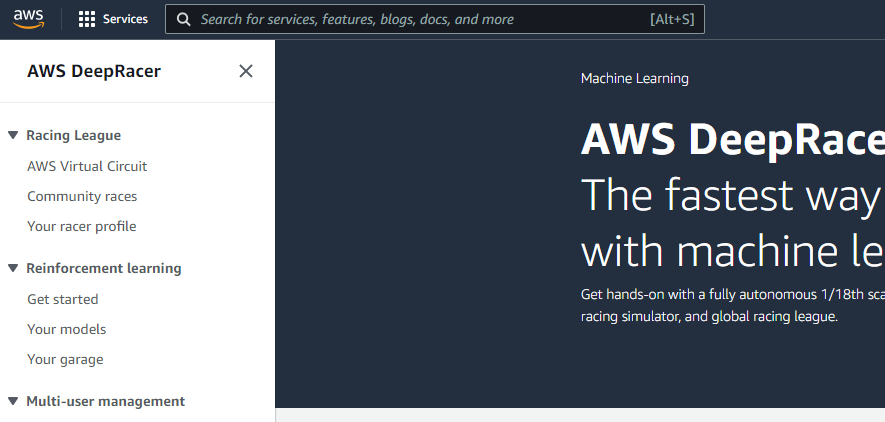 aws
Services
Search for services, features, blogs, docs, and more
[Alt+S]
AWS DeepRacer
Racing League
AWS Virtual Circuit
Community races
Your racer profile
Reinforcement learning
Get started
Your models
Your garage
Multi-user management
Machine Learning
AWS DeepRace
The fastest way
with machine le
Get hands-on with a fully autonomous 1/18th sca
racing simulator, and global racing league.